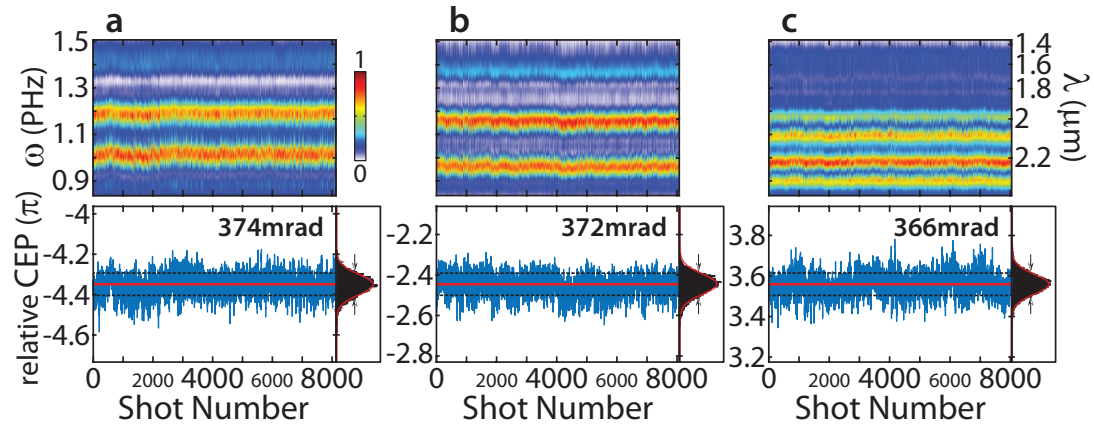 a b c
1.5
1.3
1.1
0.9
ω (PHz)
1
0
1.4
1.6
1.8
2
2.2
λ (μm)
relative CEP (π)
-4
-4.2
-4.4
-4.6
374mrad
-2.2
-2.4
-2.6
-2.8
372mrad
3.8
3.6
3.4
3.2
366mrad
0 2000 4000 6000 8000
0 2000 4000 6000 8000
0 2000 4000 6000 8000
Shot Number Shot Number Shot Number